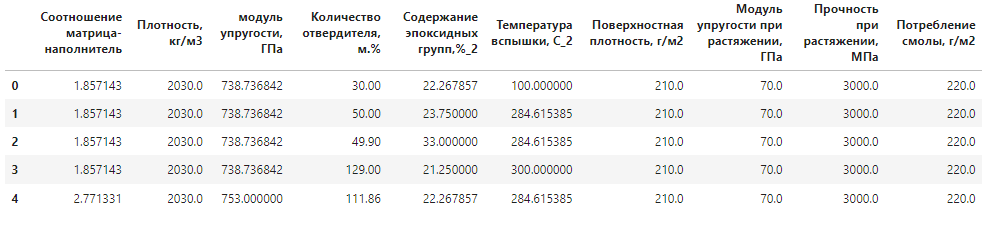 Соотношение матрица-наполнитель Плотность, кг/м3 модуль упругости, ГПа Количество отвердителя, м.% Содержание эпоксидных групп,%_2 Температура вспышки, С_2 Поверхностная плотность, г/м2 Модуль упругости при растяжении, ГПа Прочность при растяжении, МПа Потребление смолы, г/м2
0 1.857143 2030.0 738.736842 30.00 22.267857 100.000000 210.0 70.0 3000.0 220.0
1 1.857143 2030.0 738.736842 50.00 23.750000 284.615385 210.0 70.0 3000.0 220.0
2 1.857143 2030.0 738.736842 49.90 33.000000 284.615385 210.0 70.0 3000.0 220.0
3 1.857143 2030.0 738.736842 129.00 21.250000 300.000000 210.0 70.0 3000.0 220.0
4 2.771331 2030.0 753.000000 111.86 22.267857 284.615385 210.0 70.0 3000.0 220.0